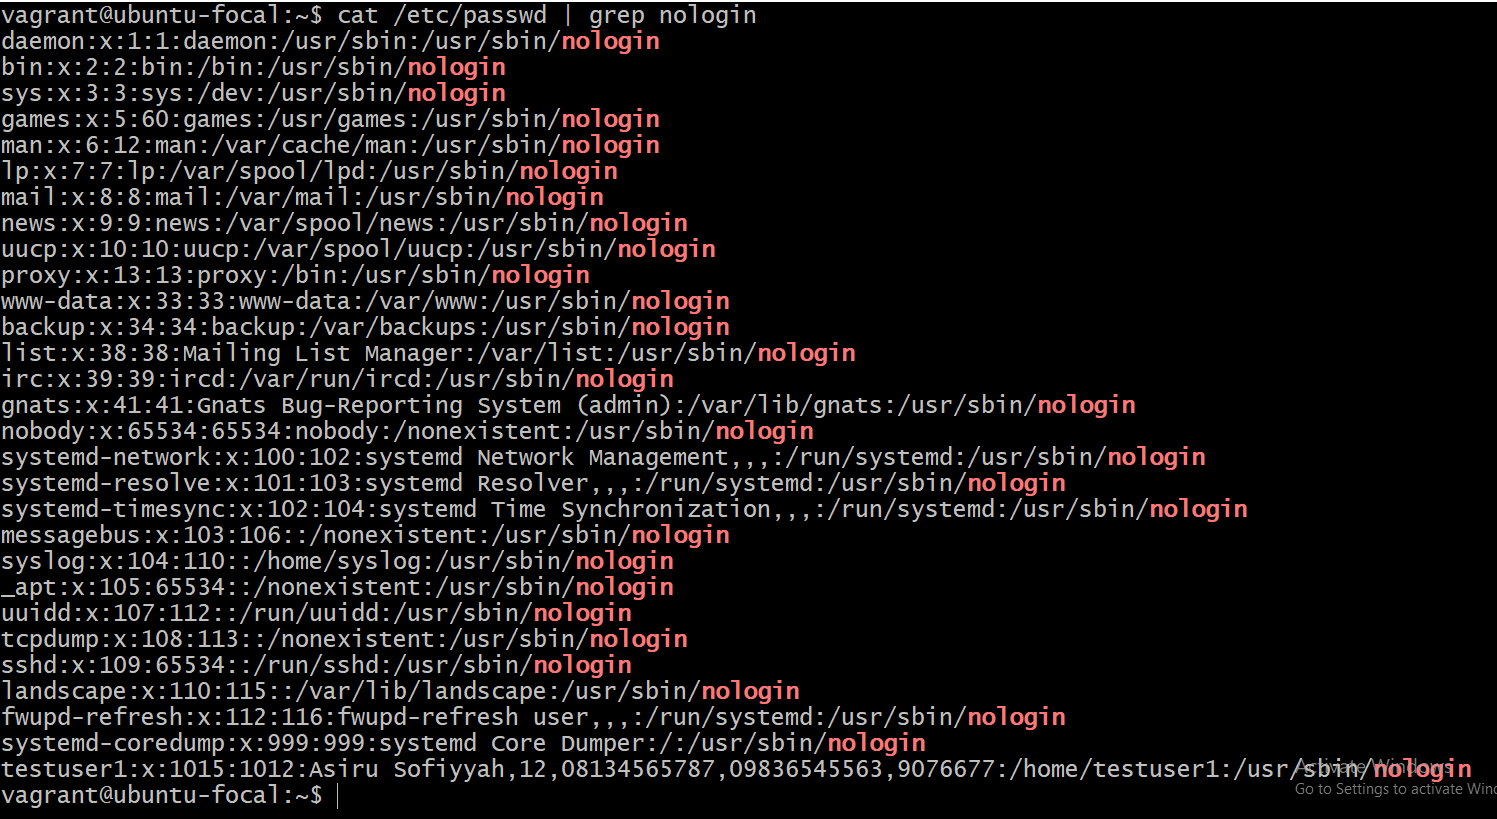 vagrant@ubuntu-focal:~$ cat /etc/passwd | grep nologin
daemon:x:1:1:daemon:/usr/sbin:/usr/sbin/nologin
bin:x:2:2:bin:/bin:/usr/sbin/nologin
sys:x:3:3:sys:/dev:/usr/sbin/nologin
games:x:5:60:games:/usr/games:/usr/sbin/nologin
man:x:6:12:man:/var/cache/man:/usr/sbin/nologin
lp:x:7:7:lp:/var/spool/lpd:/usr/sbin/nologin
mail:x:8:8:mail:/var/mail:/usr/sbin/nologin
news:x:9:9:news:/var/spool/news:/usr/sbin/nologin
uucp:x:10:10:uucp:/var/spool/uucp:/usr/sbin/nologin
proxy:x:13:13:proxy:/bin:/usr/sbin/nologin
www-data:x:33:33:www-data:/var/www:/usr/sbin/nologin
backup:x:34:34:backup:/var/backups:/usr/sbin/nologin
list:x:38:38:Mailing List Manager:/var/list:/usr/sbin/nologin
irc:x:39:39:ircd:/var/run/ircd:/usr/sbin/nologin
gnats:x:41:41:Gnats Bug-Reporting System (admin):/var/lib/gnats:/usr/sbin/nologin
nobody:x:65534:65534:nobody:/nonexistent:/usr/sbin/nologin
systemd-network:x:100:102:systemd Network Management,,,:/run/systemd:/usr/sbin/nologin
systemd-resolve:x:101:103:systemd Resolver,,,:/run/systemd:/usr/sbin/nologin
systemd-timesync:x:102:104:systemd Time Synchronization,,,:/run/systemd:/usr/sbin/nologin
messagebus:x:103:106::/nonexistent:/usr/sbin/nologin
syslog:x:104:110::/home/syslog:/usr/sbin/nologin
_apt:x:105:65534::/nonexistent:/usr/sbin/nologin
uuidd:x:107:112::/run/uuidd:/usr/sbin/nologin
tcpdump:x:108:113::/nonexistent:/usr/sbin/nologin
sshd:x:109:65534::/run/sshd:/usr/sbin/nologin
landscape:x:110:115::/var/lib/landscape:/usr/sbin/nologin
fwupd-refresh:x:112:116:fwupd-refresh user,,,:/run/systemd:/usr/sbin/nologin
systemd-coredump:x:999:999:systemd Core Dumper:/:/usr/sbin/nologin
testuser1:x:1015:1012:Asiru Sofiyyah,12,08134565787,09836545563,9076677:/home/testuser1:/usr/sbin/nologin
vagrant@ubuntu-focal:~$
Activate Windows
Go to Settings to activate Wind